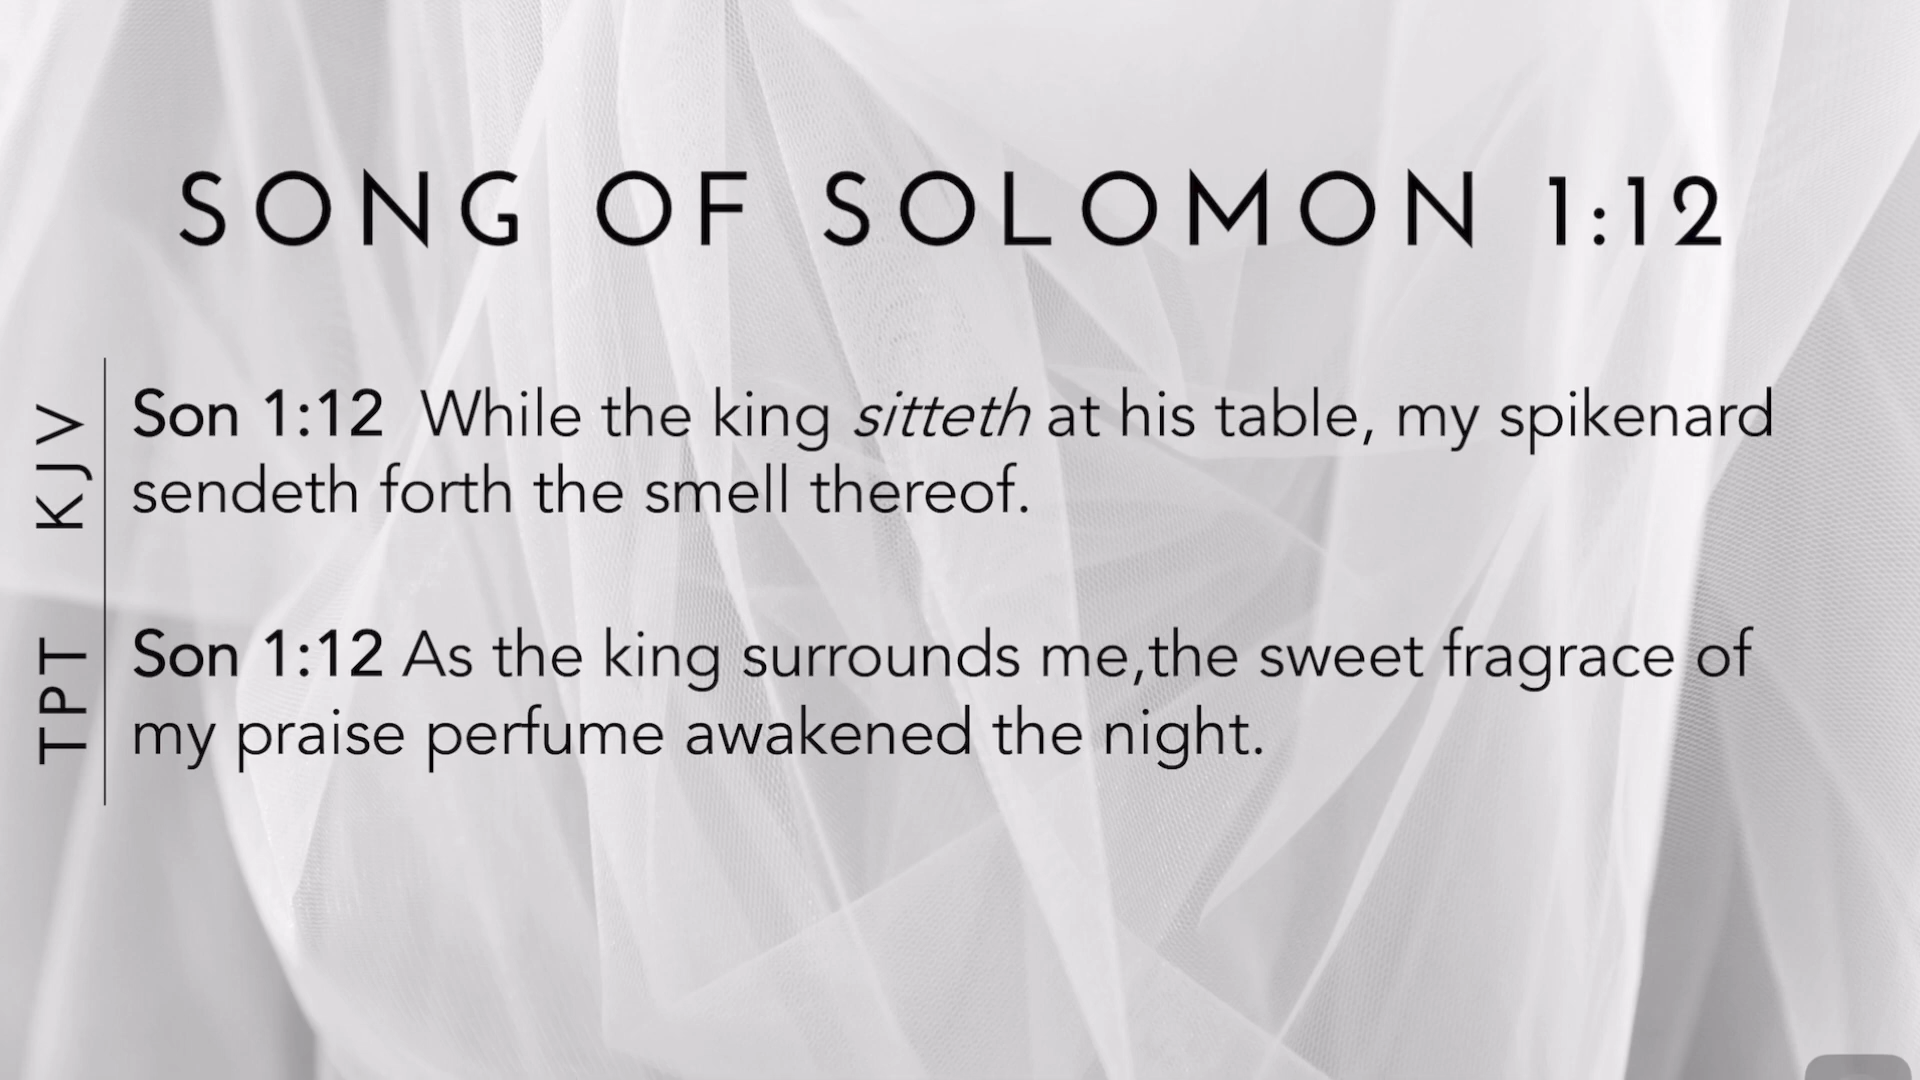 SONG OF SOLOMON 1:12
KJV
Son 1:12 While the king sitteth at his table, my spikenard
sendeth forth the smell thereof.
TPT
Son 1:12 As the king surrounds me,the sweet fragrace of
my praise perfume awakened the night.